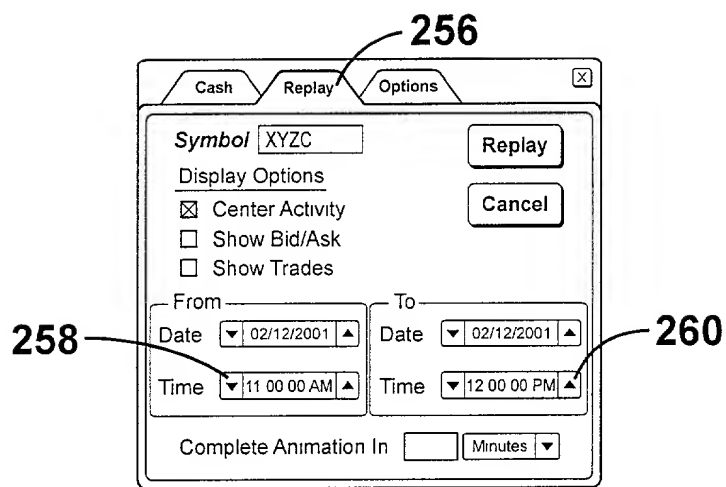 256
Cash Replay Options X
Symbol XYZC Replay
Display Options
Center Activity Cancel
Show Bid/Ask
Show Trades
From To
Date 02/12/2001 Date 02/12/2001
258 260
Time 11 00 00 AM Time 12 00 00 PM
Complete Animation In Minutes